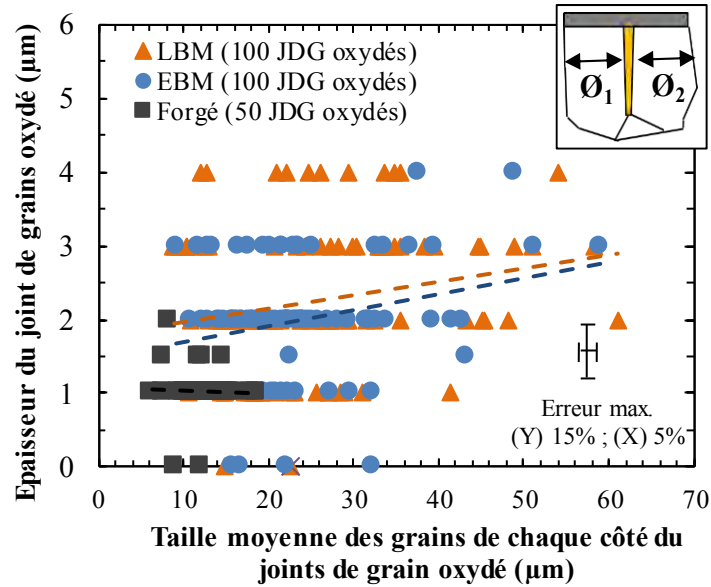 6
5
4
3
2
1
0
Epaisseur du joint de grains oxydé (µm)
LBM (100 JDG oxydés)
EBM (100 JDG oxydés)
Forgé (50 JDG oxydés)
Ø1 Ø2
Erreur max.
(Y) 15% ; (X) 5%
0 10 20 30 40 50 60 70
Taille moyenne des grains de chaque côté du
joints de grain oxydé (µm)